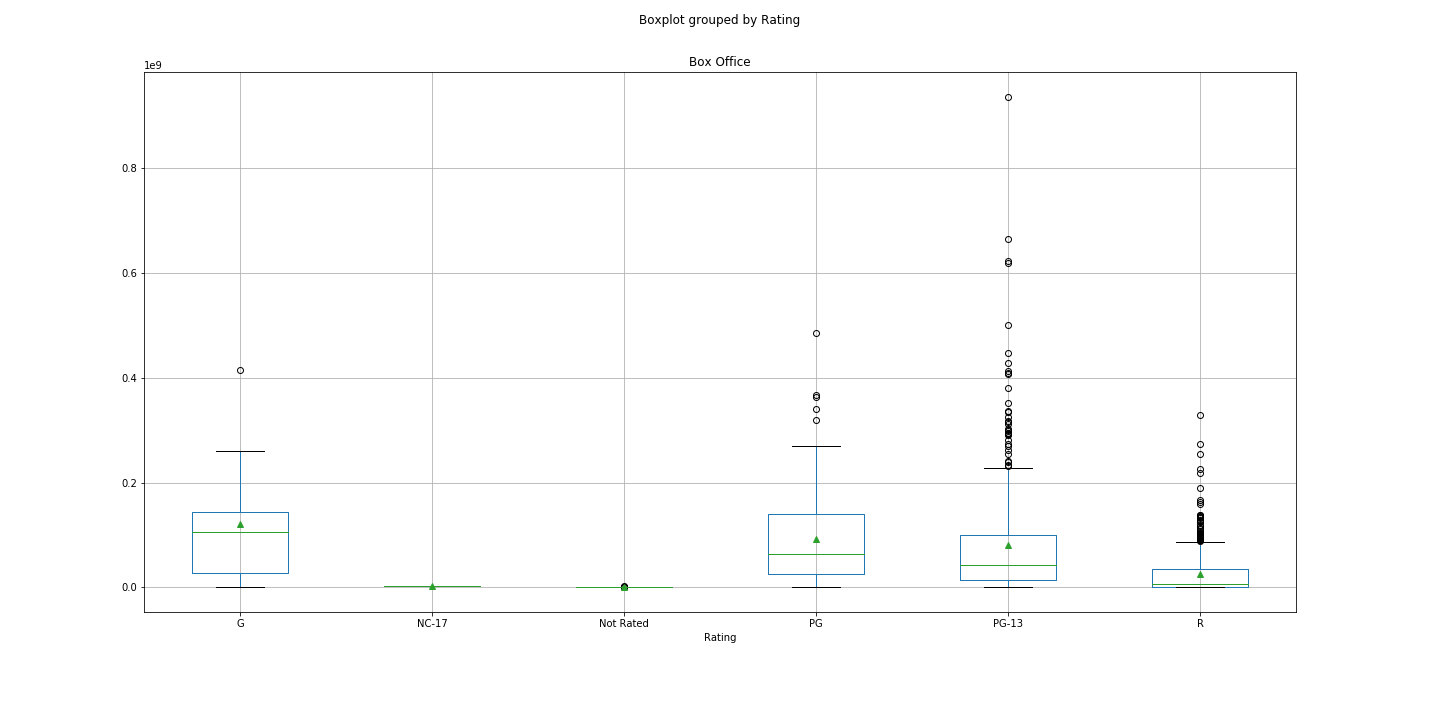 Boxplot grouped by Rating
Box Office
1e9
0.8
0.6
0.4
0.2
0.0
G NC-17 Not Rated PG PG-13 R
Rating